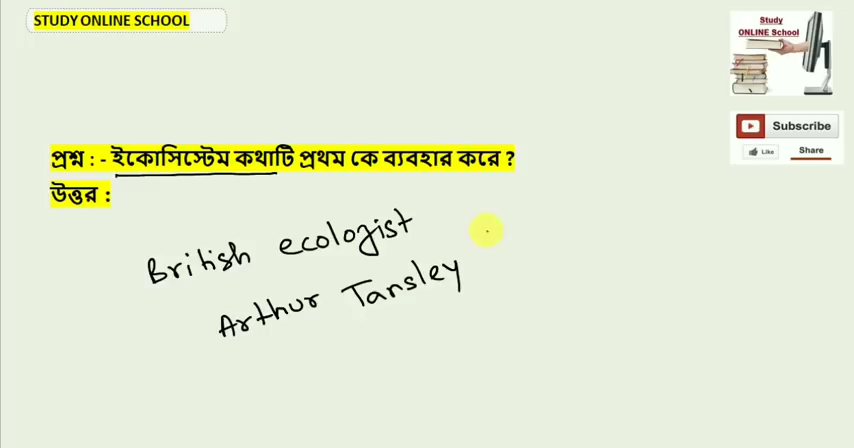 STUDY ONLINE SCHOOL
Study
ONLINE School
Subscribe
Like
Share
প্রশ্ন : - ইকোসিস্টেম কথাটি প্রথম কে ব্যবহার করে ?
উত্তর :
British ecologist
Arthur Tansley